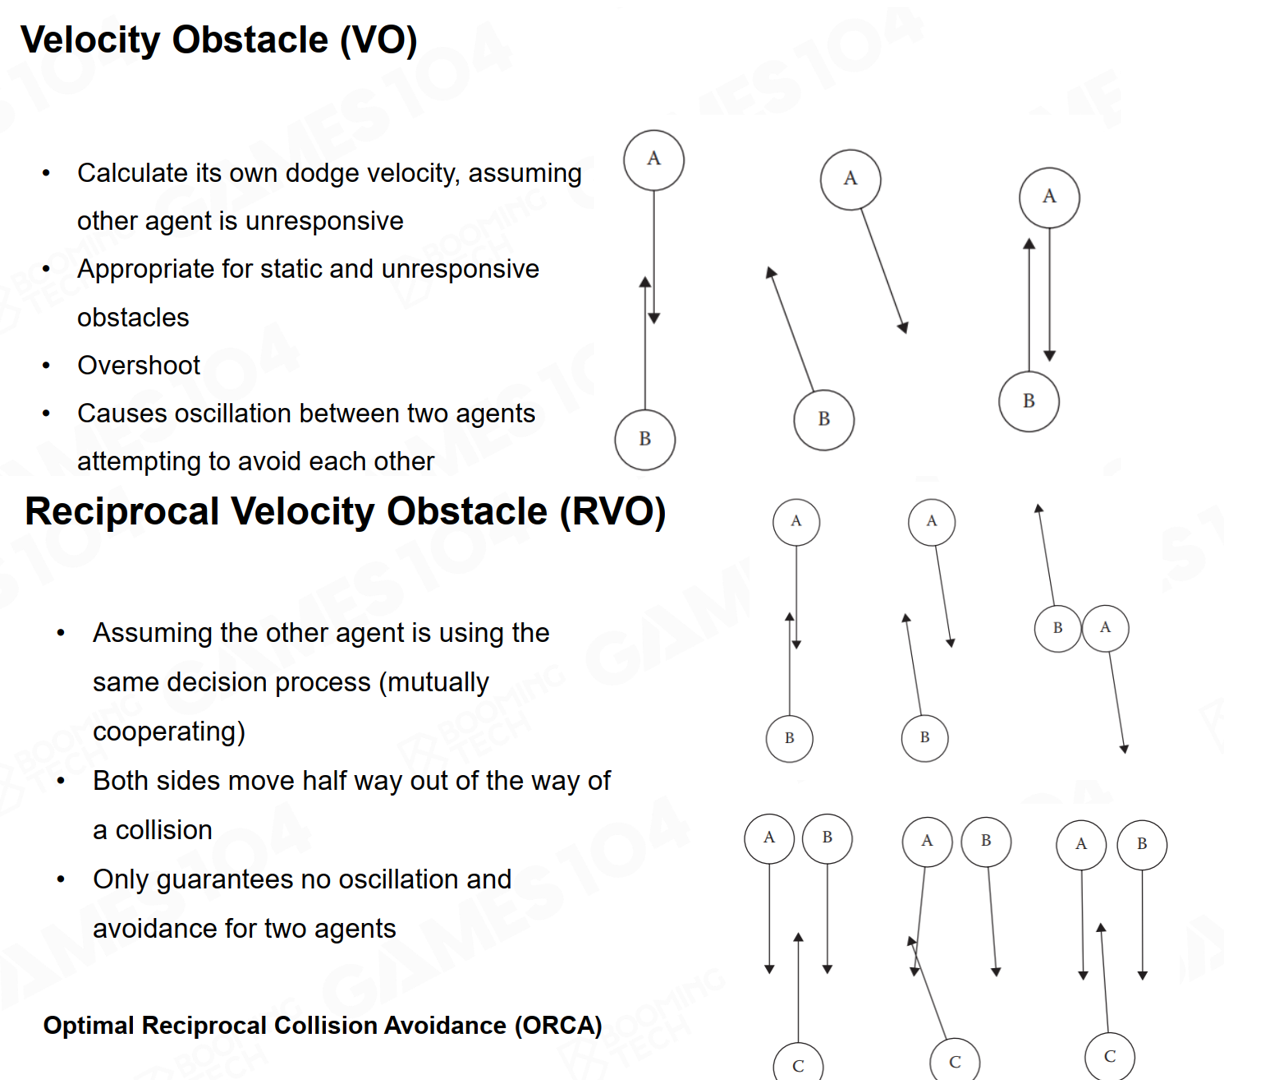 Velocity Obstacle (VO)
• Calculate its own dodge velocity, assuming
other agent is unresponsive
• Appropriate for static and unresponsive
obstacles
• Overshoot
• Causes oscillation between two agents
attempting to avoid each other
A
B
A
B
A
B
Reciprocal Velocity Obstacle (RVO)
• Assuming the other agent is using the
same decision process (mutually
cooperating)
• Both sides move half way out of the way of
a collision
• Only guarantees no oscillation and
avoidance for two agents
A
B
A
B
B A
A B
C
A B
C
A B
C
Optimal Reciprocal Collision Avoidance (ORCA)
GAMES104
BOOMING
TECH